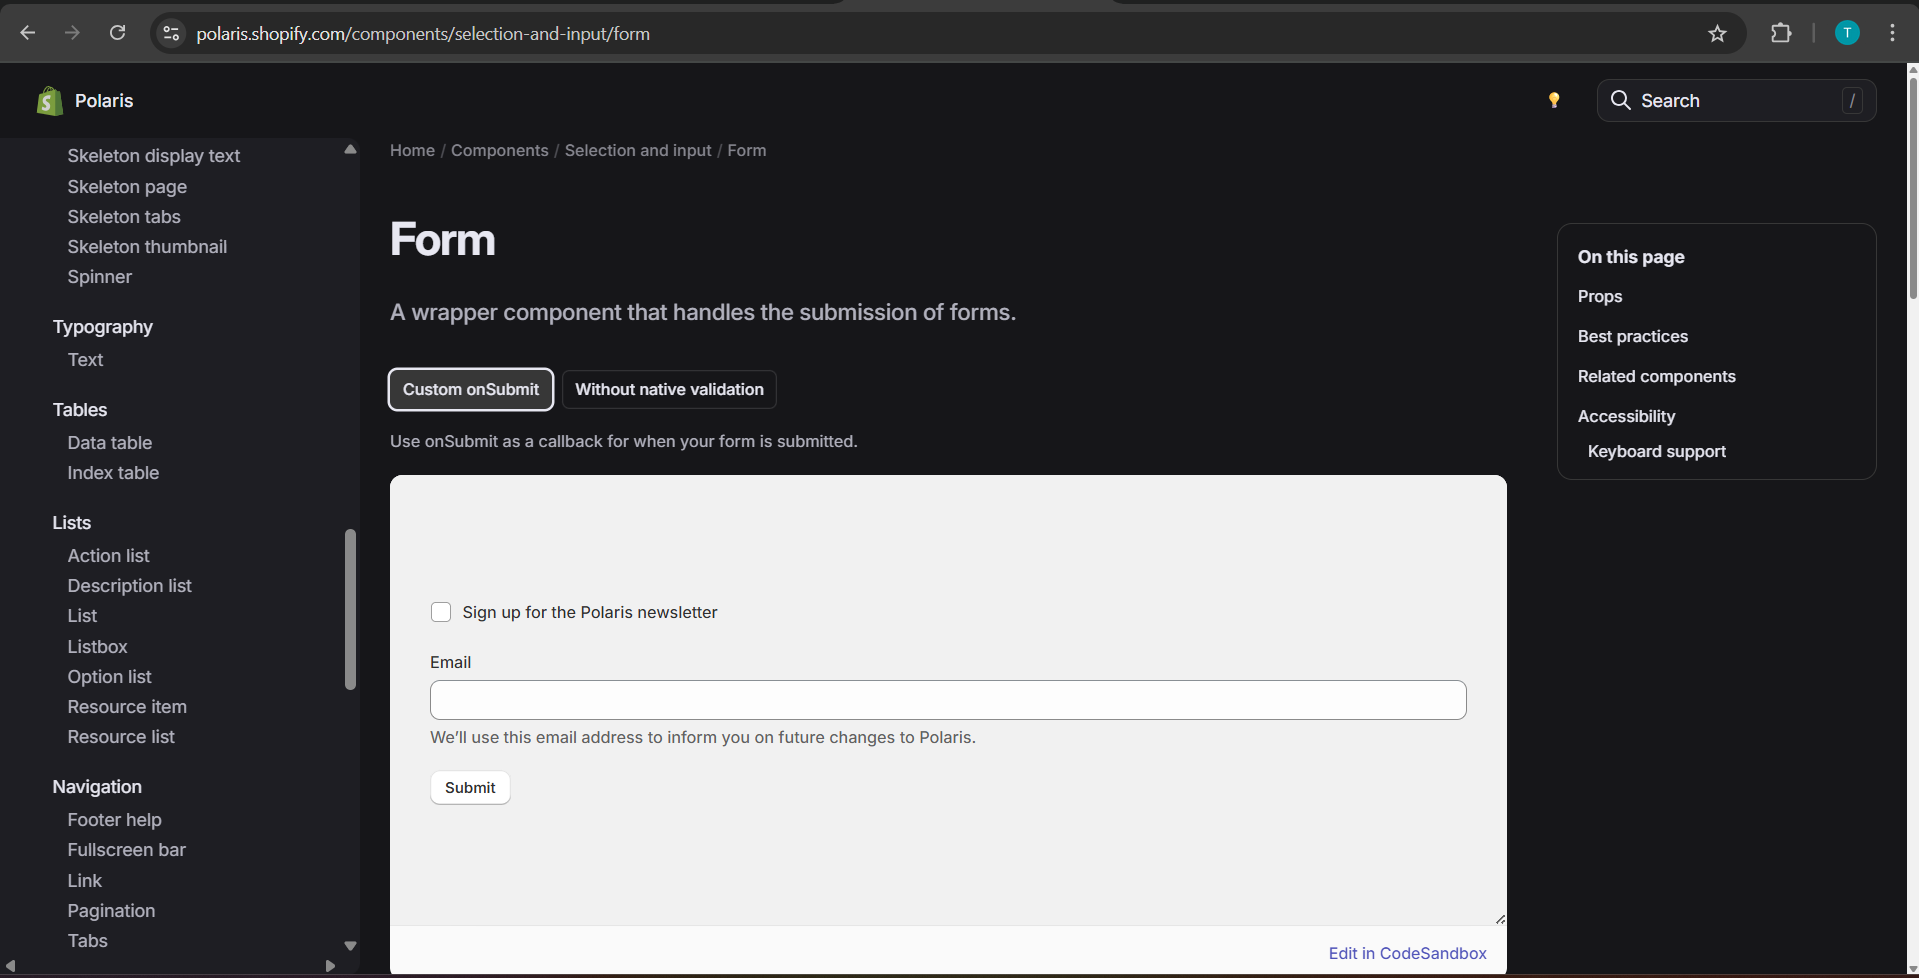 polaris.shopify.com/components/selection-and-input/form
T
Polaris
Search /
Skeleton display text
Skeleton page
Skeleton tabs
Skeleton thumbnail
Spinner
Typography
Text
Tables
Data table
Index table
Lists
Action list
Description list
List
Listbox
Option list
Resource item
Resource list
Navigation
Footer help
Fullscreen bar
Link
Pagination
Tabs
Home / Components / Selection and input / Form
Form
A wrapper component that handles the submission of forms.
Custom onSubmit Without native validation
Use onSubmit as a callback for when your form is submitted.
Sign up for the Polaris newsletter
Email
We’ll use this email address to inform you on future changes to Polaris.
Submit
Edit in CodeSandbox
On this page
Props
Best practices
Related components
Accessibility
Keyboard support